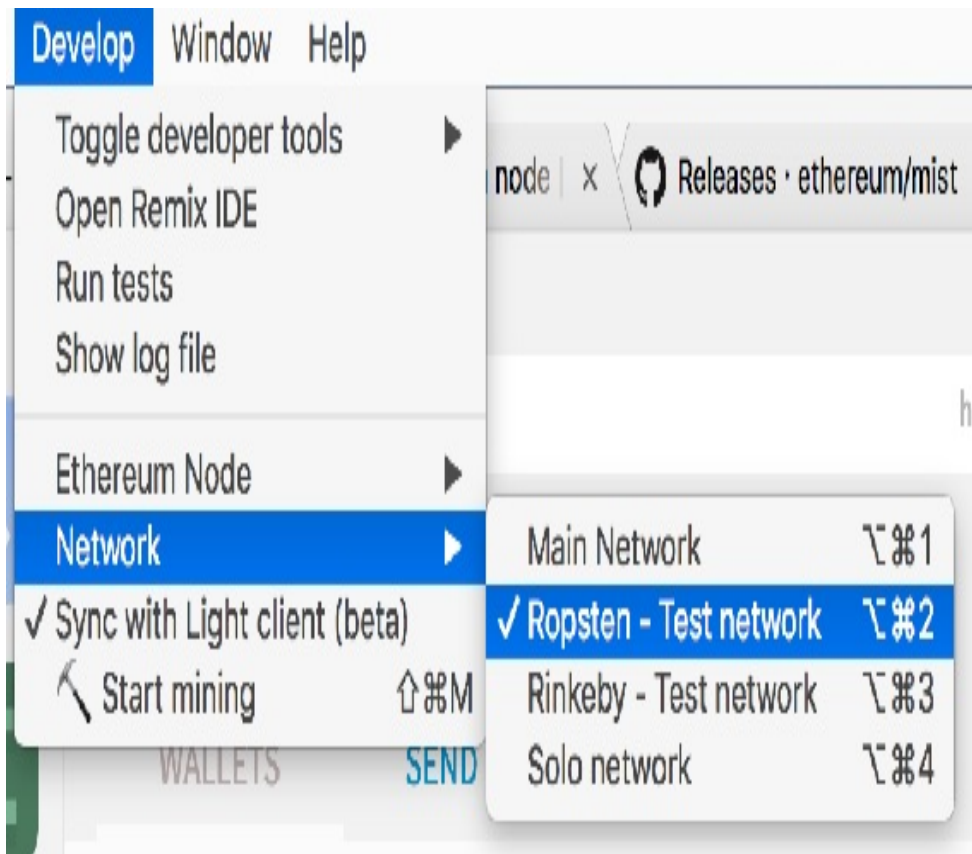 Develop Window Help
Toggle developer tools
node
Releases · ethereum/mist
Open Remix IDE
Run tests
Show log file
h
Ethereum Node
Network
✓ Sync with Light client (beta)
Start mining ⇧⌘M
Main Network ⌥⌘1
✓ Ropsten - Test network ⌥⌘2
Rinkeby - Test network ⌥⌘3
Solo network ⌥⌘4
WALLETS SEND